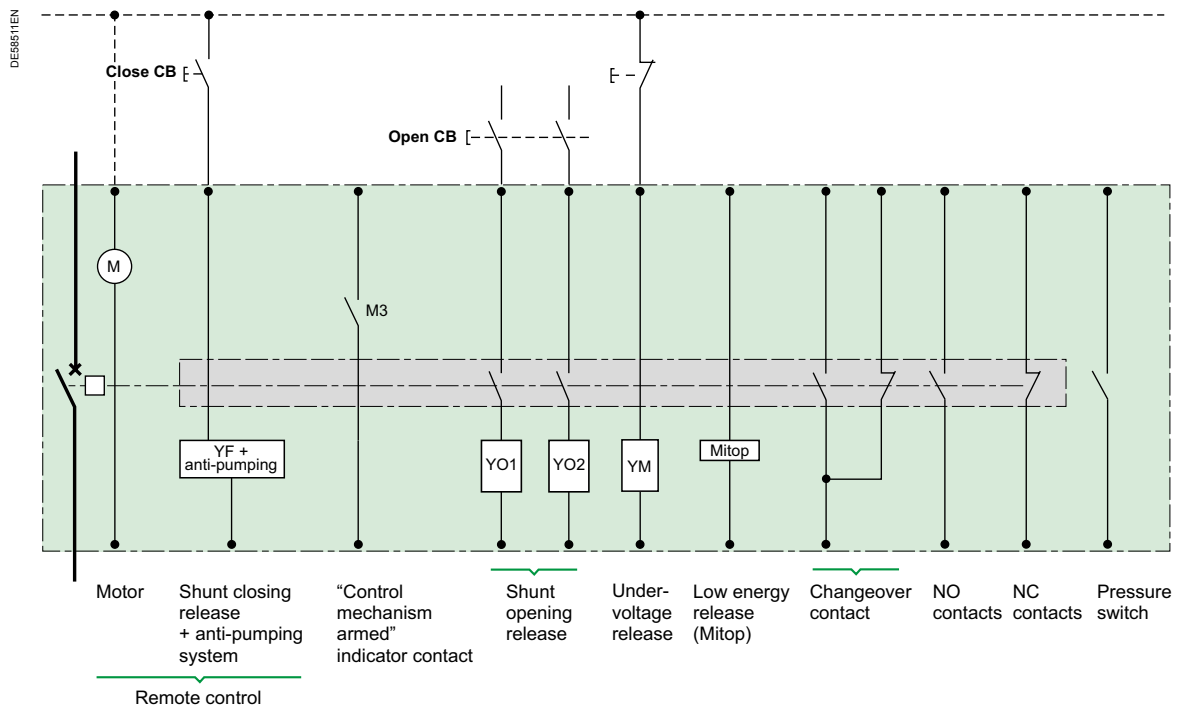 DE58511EN
Close CB
Open CB
M
M3
YF +
anti-pumping
YO1
YO2
YM
Mitop
Motor
Shunt closing
release
+ anti-pumping
system
“Control
mechanism
armed”
indicator contact
Shunt
opening
release
Under-
voltage
release
Low energy
release
(Mitop)
Changeover
contact
NO
contacts
NC
contacts
Pressure
switch
Remote control